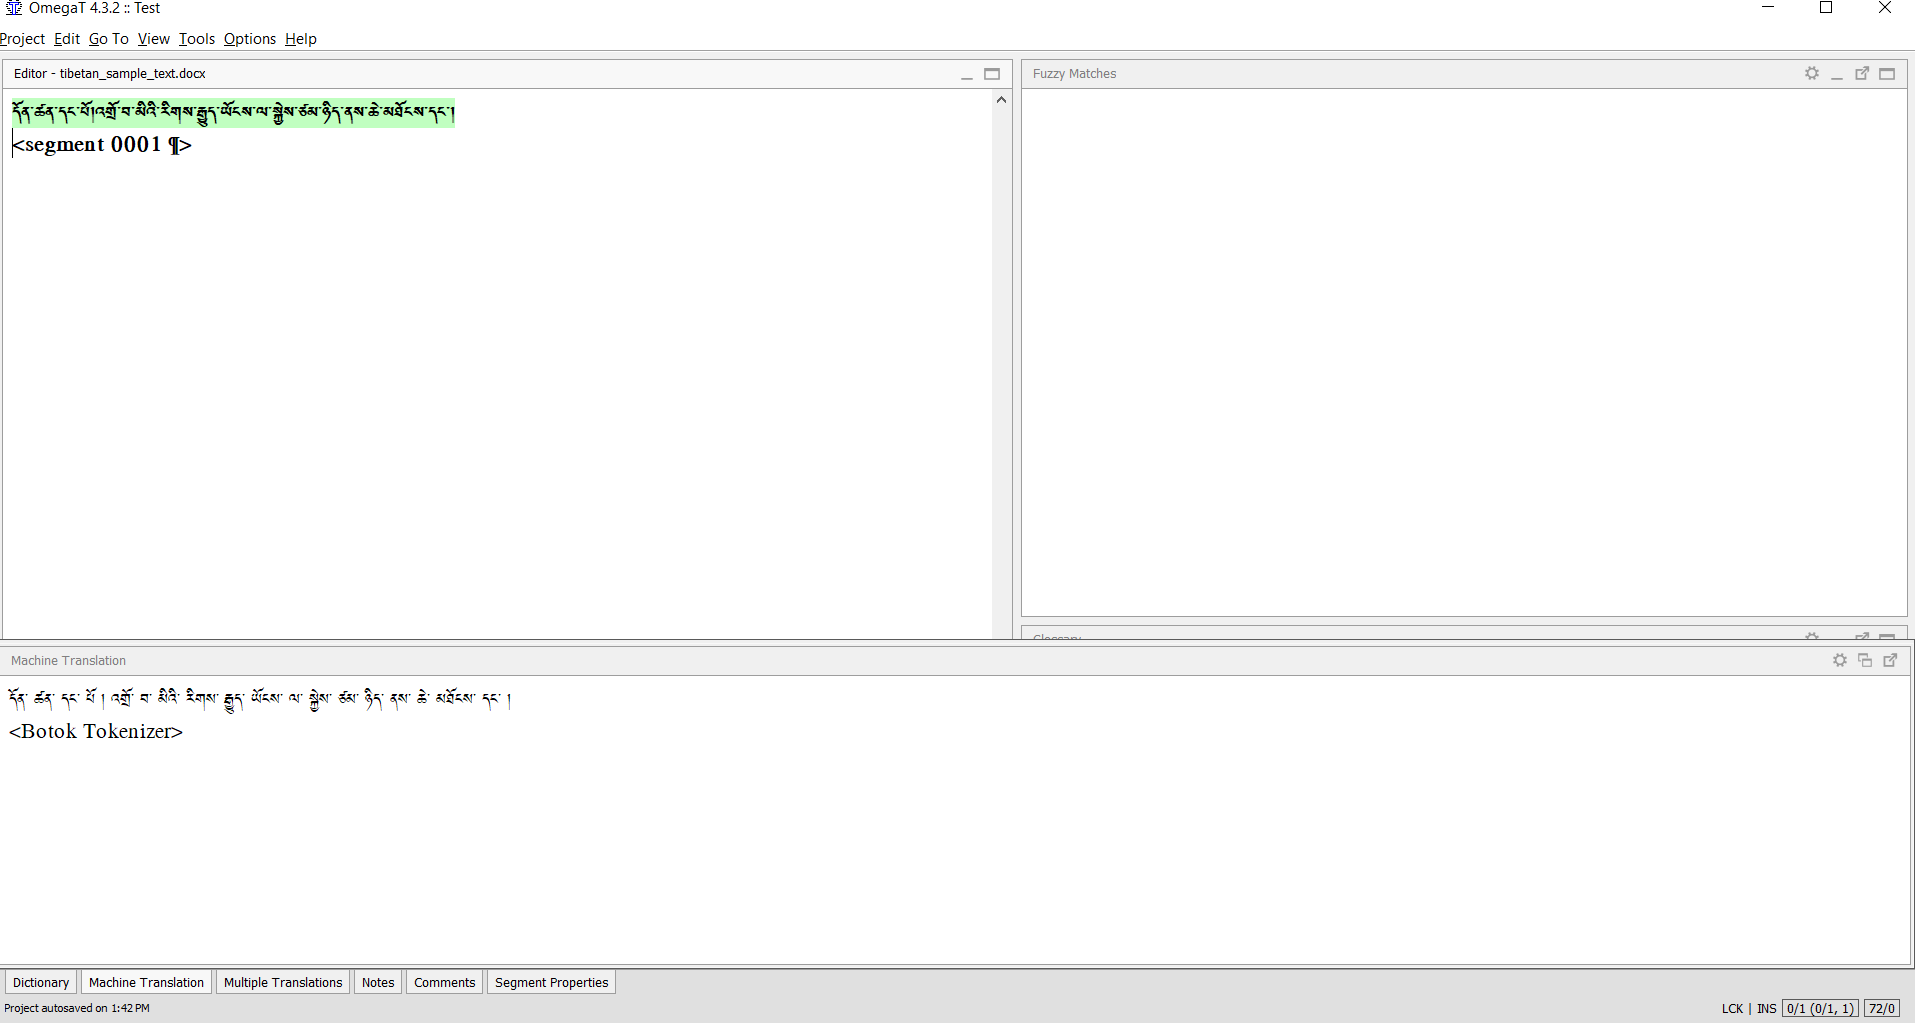 OmegaT 4.3.2 :: Test
Project Edit Go To View Tools Options Help
Editor - tibetan_sample_text.docx
དོན་ཚན་དང་པོ།འགྲོ་བ་མིའི་རིགས་རྒྱུད་ཡོངས་ལ་སྐྱེས་ཙམ་ཉིད་ནས་ཆེ་མཐོངས་དང་།
<segment 0001 ¶>
Fuzzy Matches
Glossary
Machine Translation
དོན་ ཚན་ དང་ པོ ། འགྲོ་ བ་ མིའི་ རིགས་ རྒྱུད་ ཡོངས་ ལ་ སྐྱེས་ ཙམ་ ཉིད་ ནས་ ཆེ་ མཐོངས་ དང་ །
<Botok Tokenizer>
Dictionary Machine Translation Multiple Translations Notes Comments Segment Properties
Project autosaved on 1:42 PM
LCK | INS 0/1 (0/1, 1) 72/0